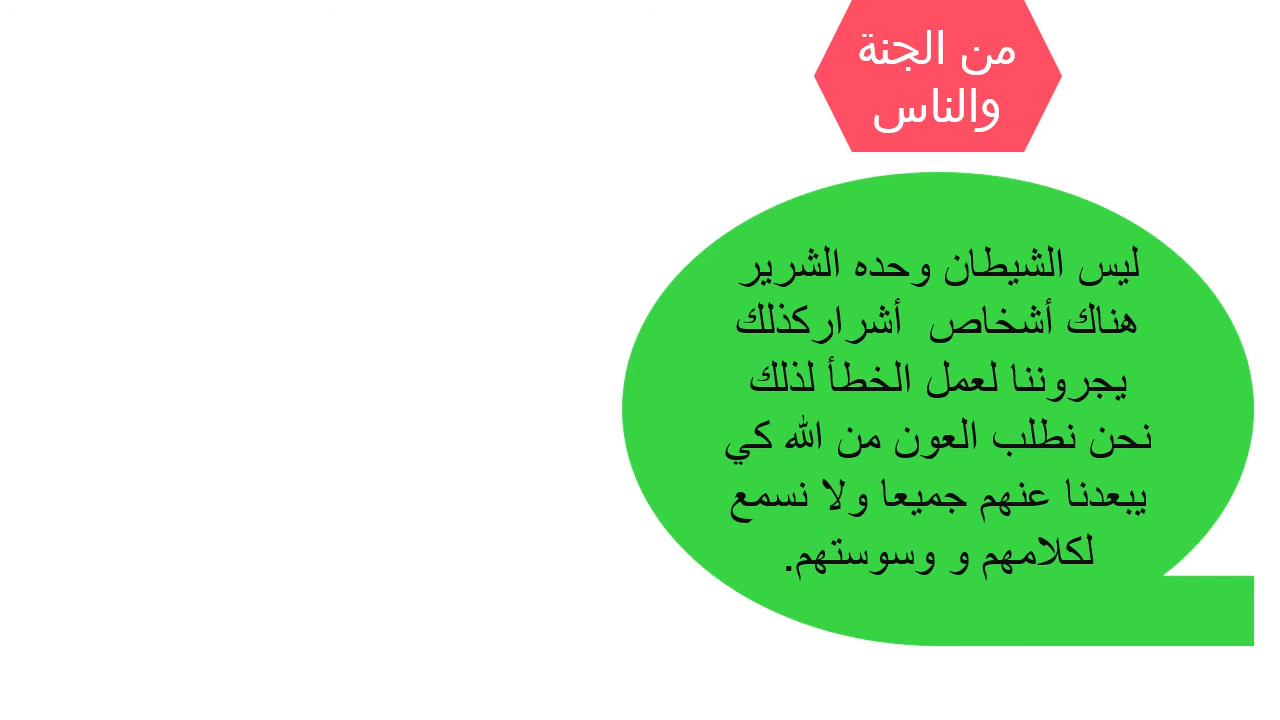 من الجنة
والناس
ليس الشيطان وحده الشرير
هناك أشخاص  أشراركذلك
يجروننا لعمل الخطأ لذلك
نحن نطلب العون من الله كي
يبعدنا عنهم جميعا ولا نسمع
لكلامهم و وسوستهم.